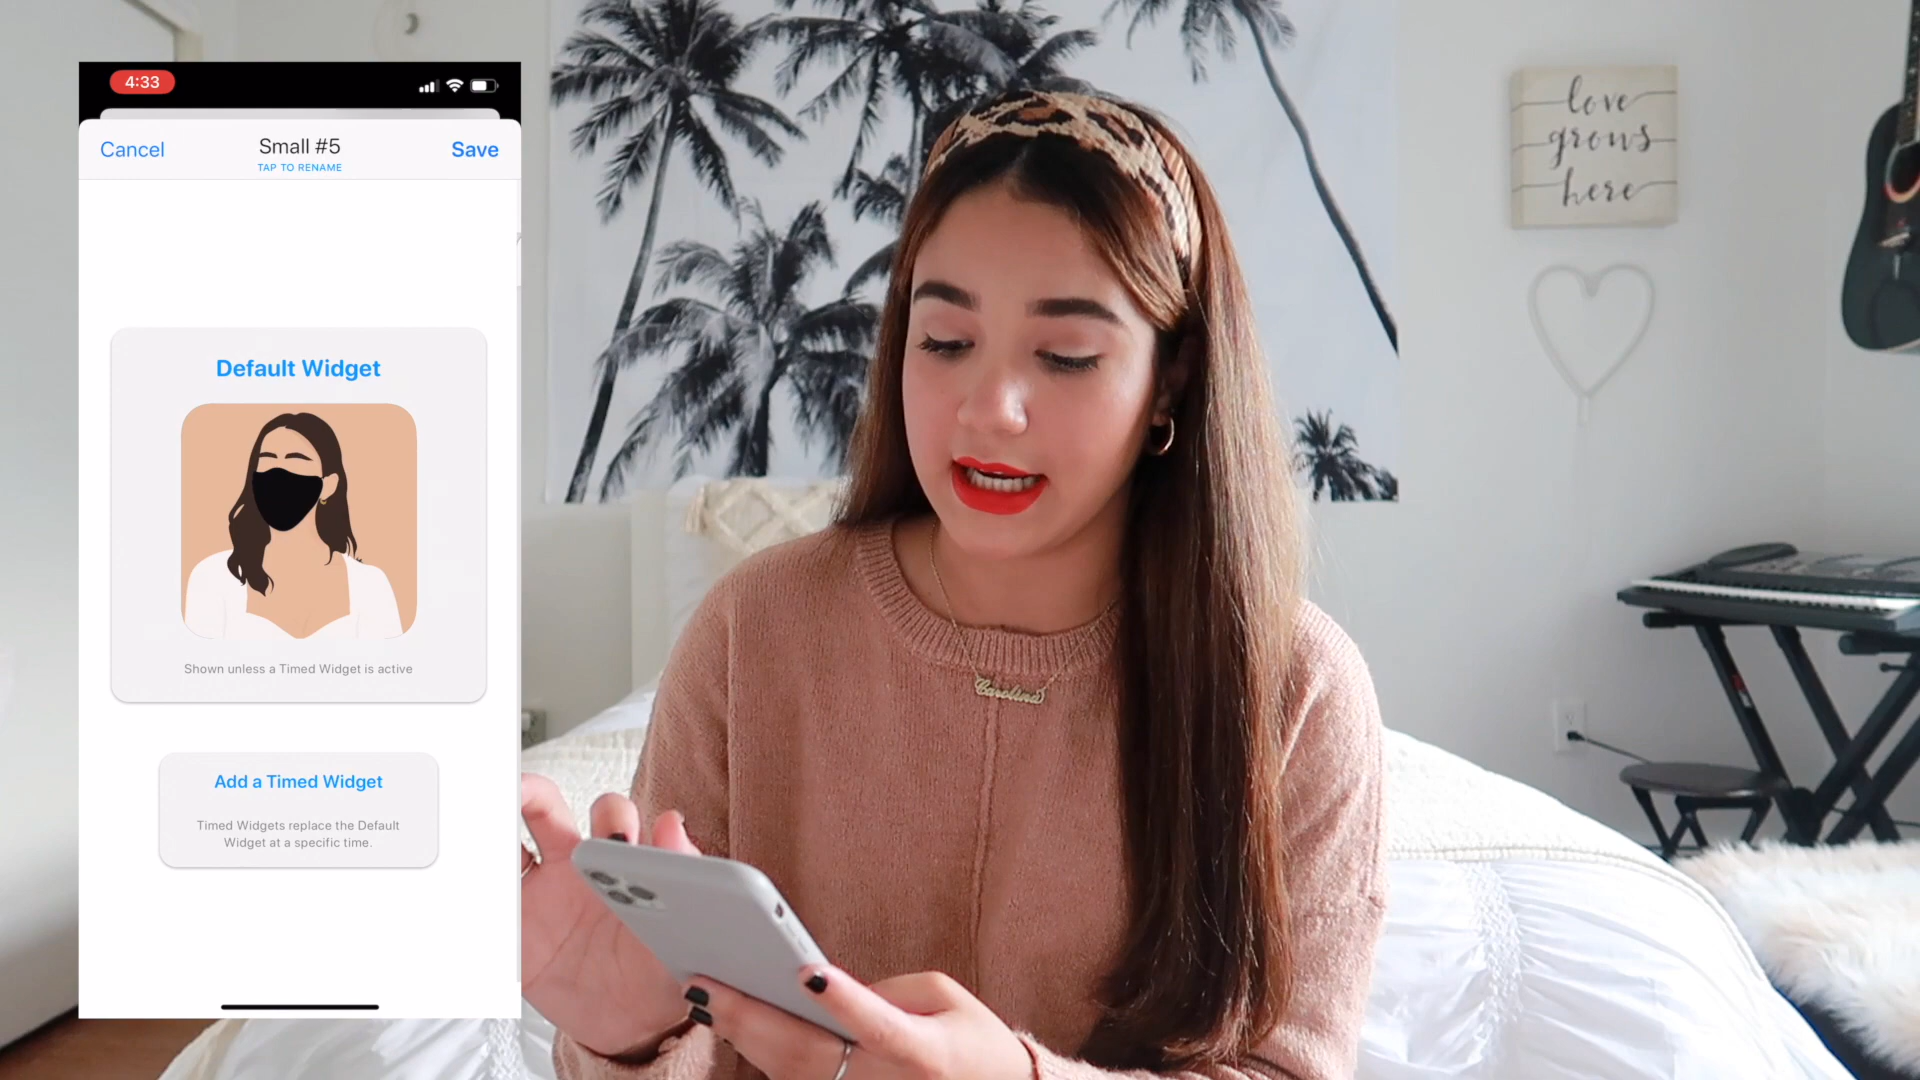 4:33
Cancel
Small #5
Save
TAP TO RENAME
Default Widget
Shown unless a Timed Widget is active
Add a Timed Widget
Timed Widgets replace the Default
Widget at a specific time.
love
grows
here
Carolina